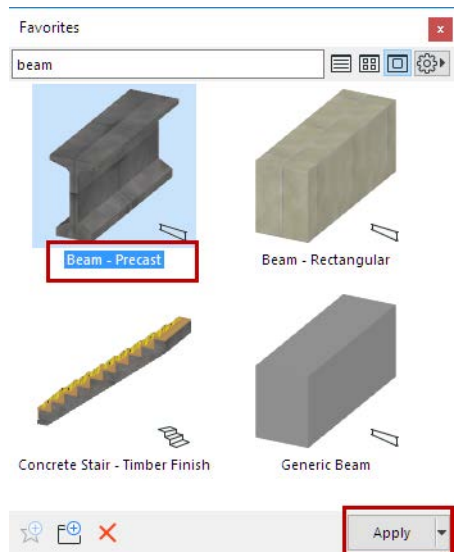 Favorites
x
beam
Beam - Precast
Beam - Rectangular
Concrete Stair - Timber Finish
Generic Beam
Apply